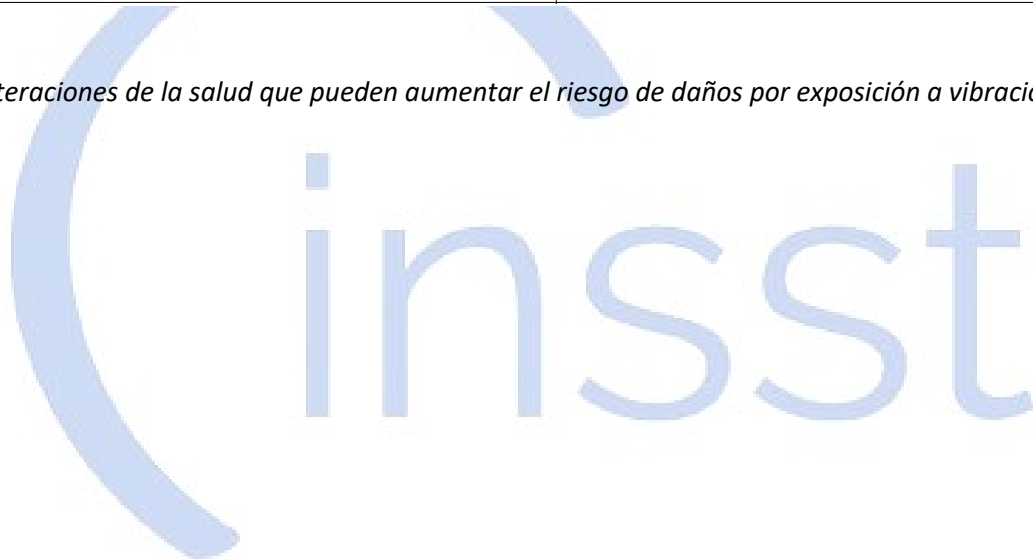 teraciones de la salud que pueden aumentar el riesgo de daños por exposición a vibracio
insst